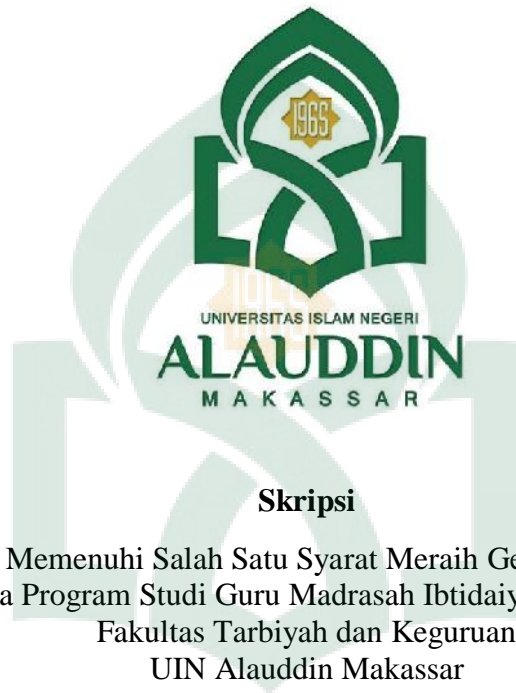 1965
UNIVERSITAS ISLAM NEGERI
ALAUDDIN
MAKASSAR
Skripsi
Memenuhi Salah Satu Syarat Meraih Ge
a Program Studi Guru Madrasah Ibtidaiy
Fakultas Tarbiyah dan Keguruan
UIN Alauddin Makassar